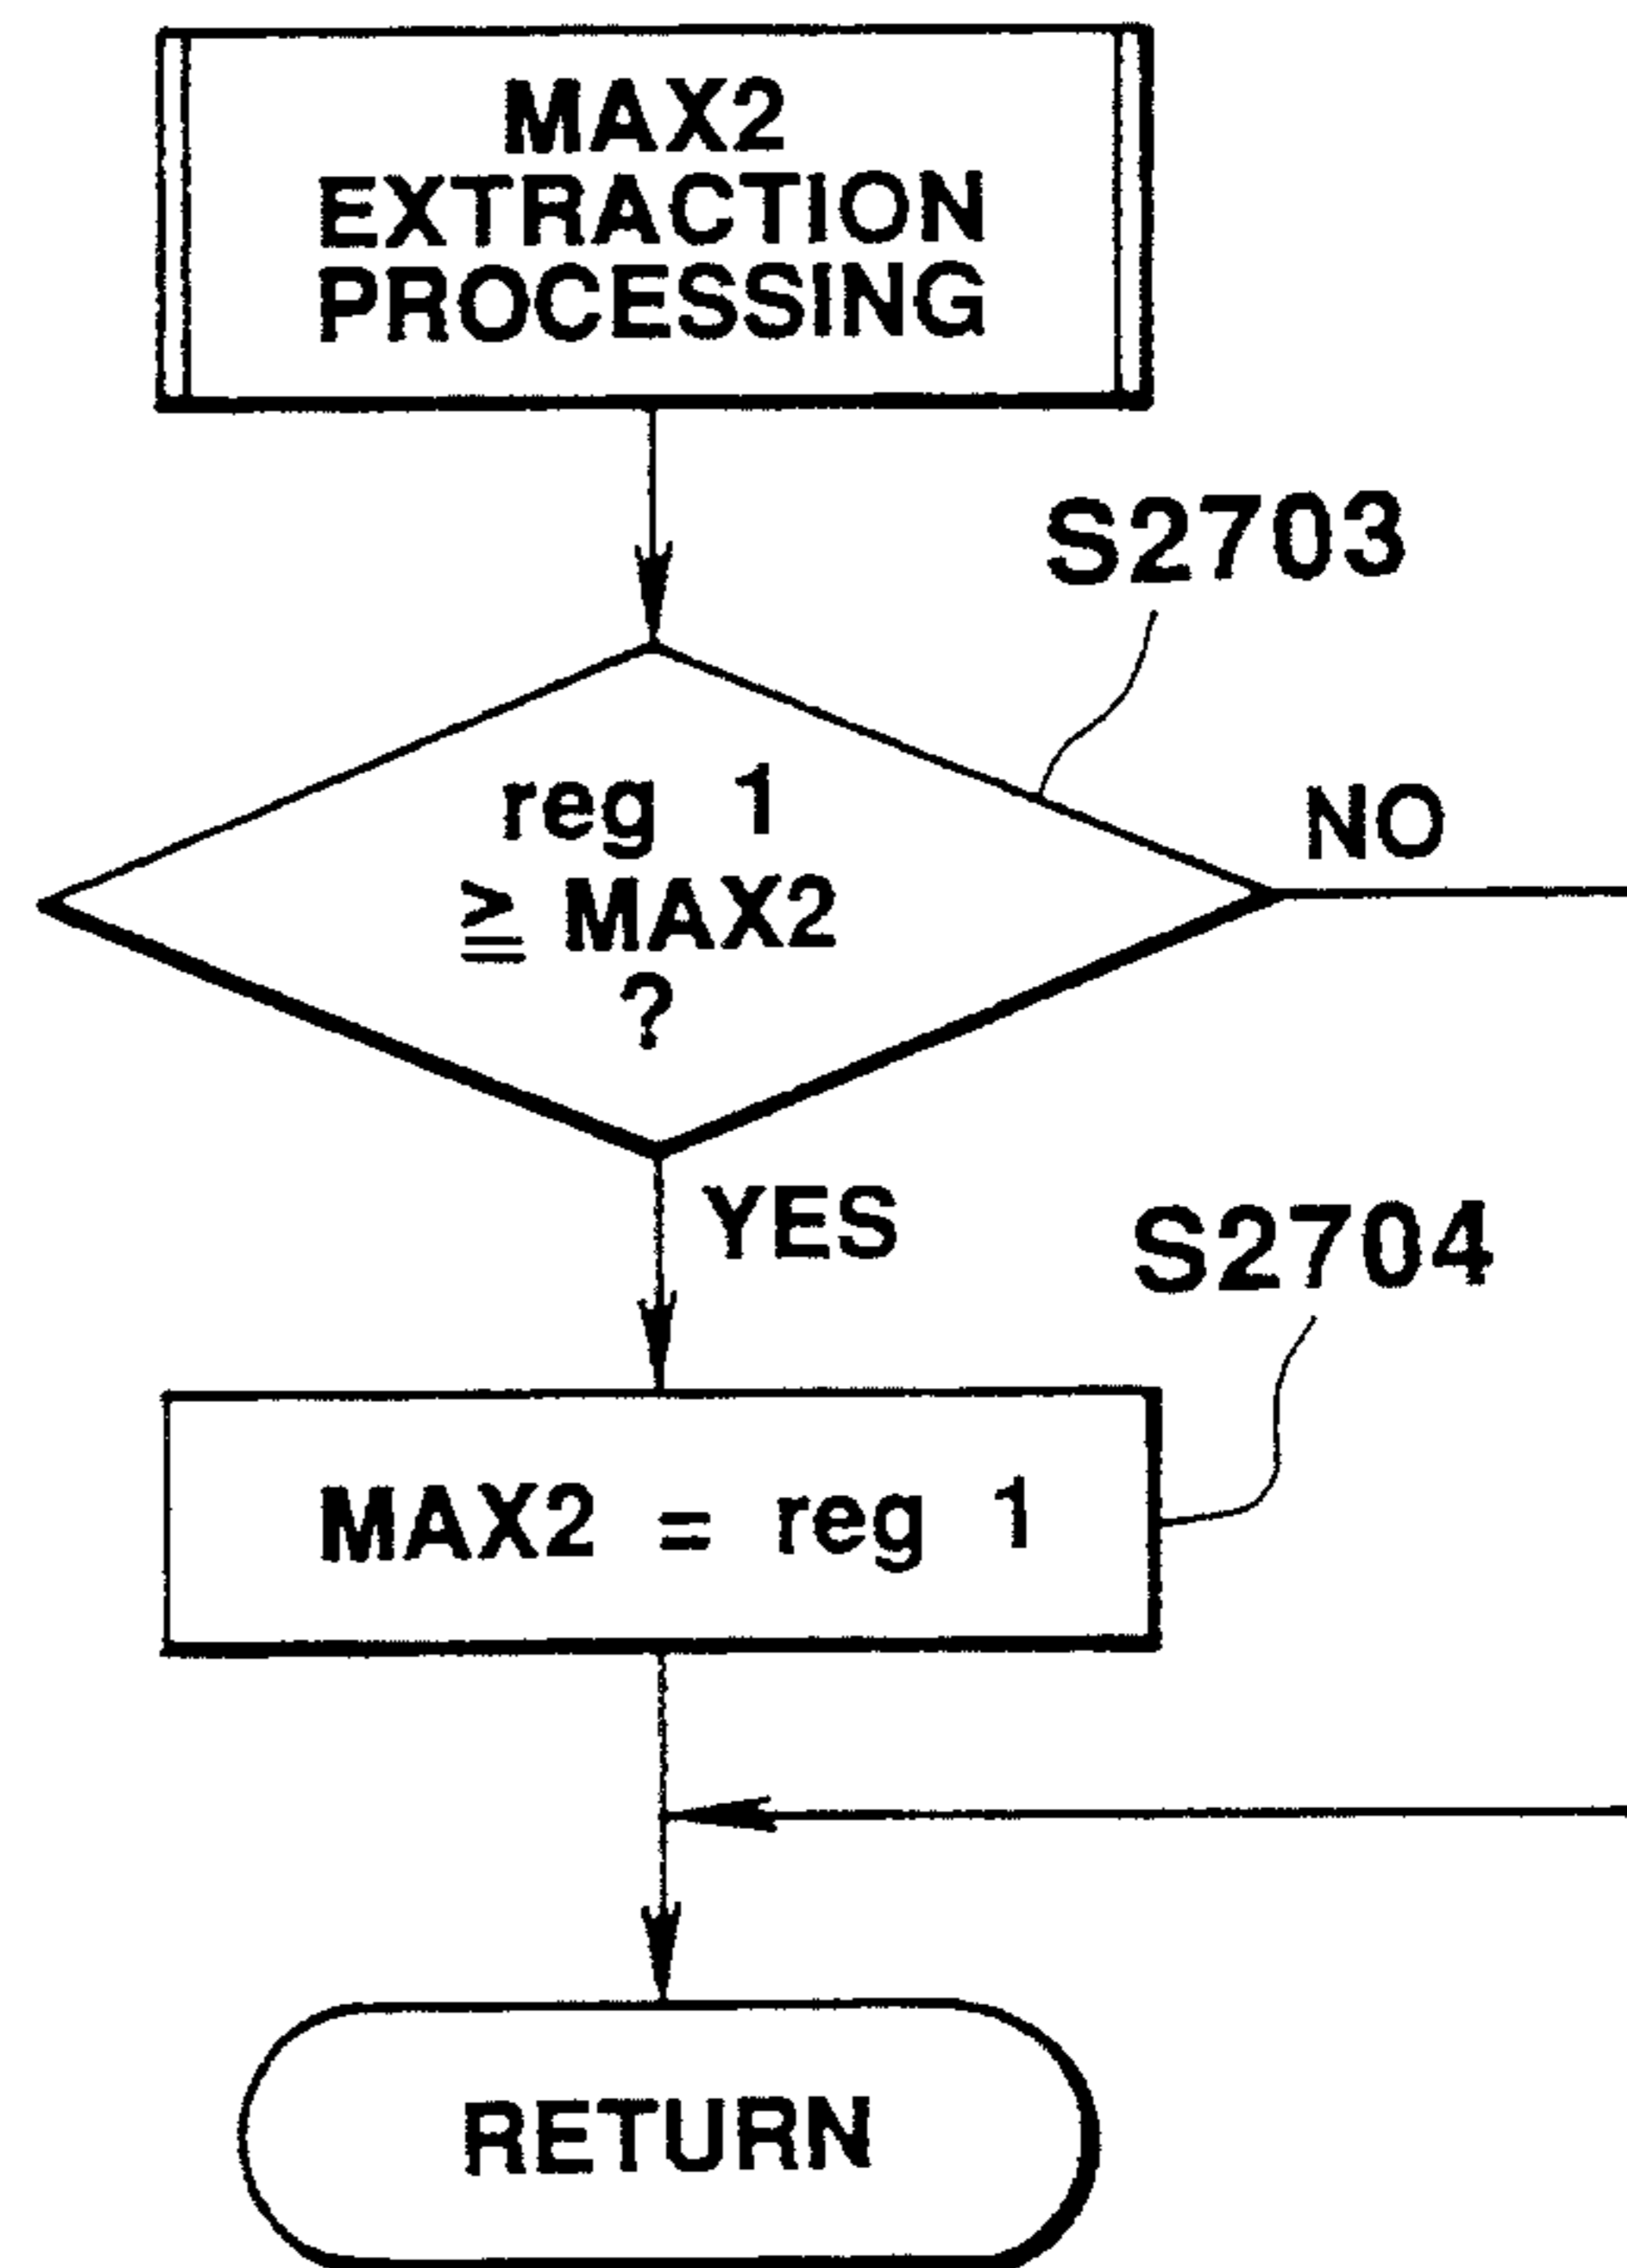 MAX2
EXTRACTION
PROCESSING
S2703
reg 1
≧ MAX2
?
NO
YES
S2704
MAX2 = reg 1
RETURN